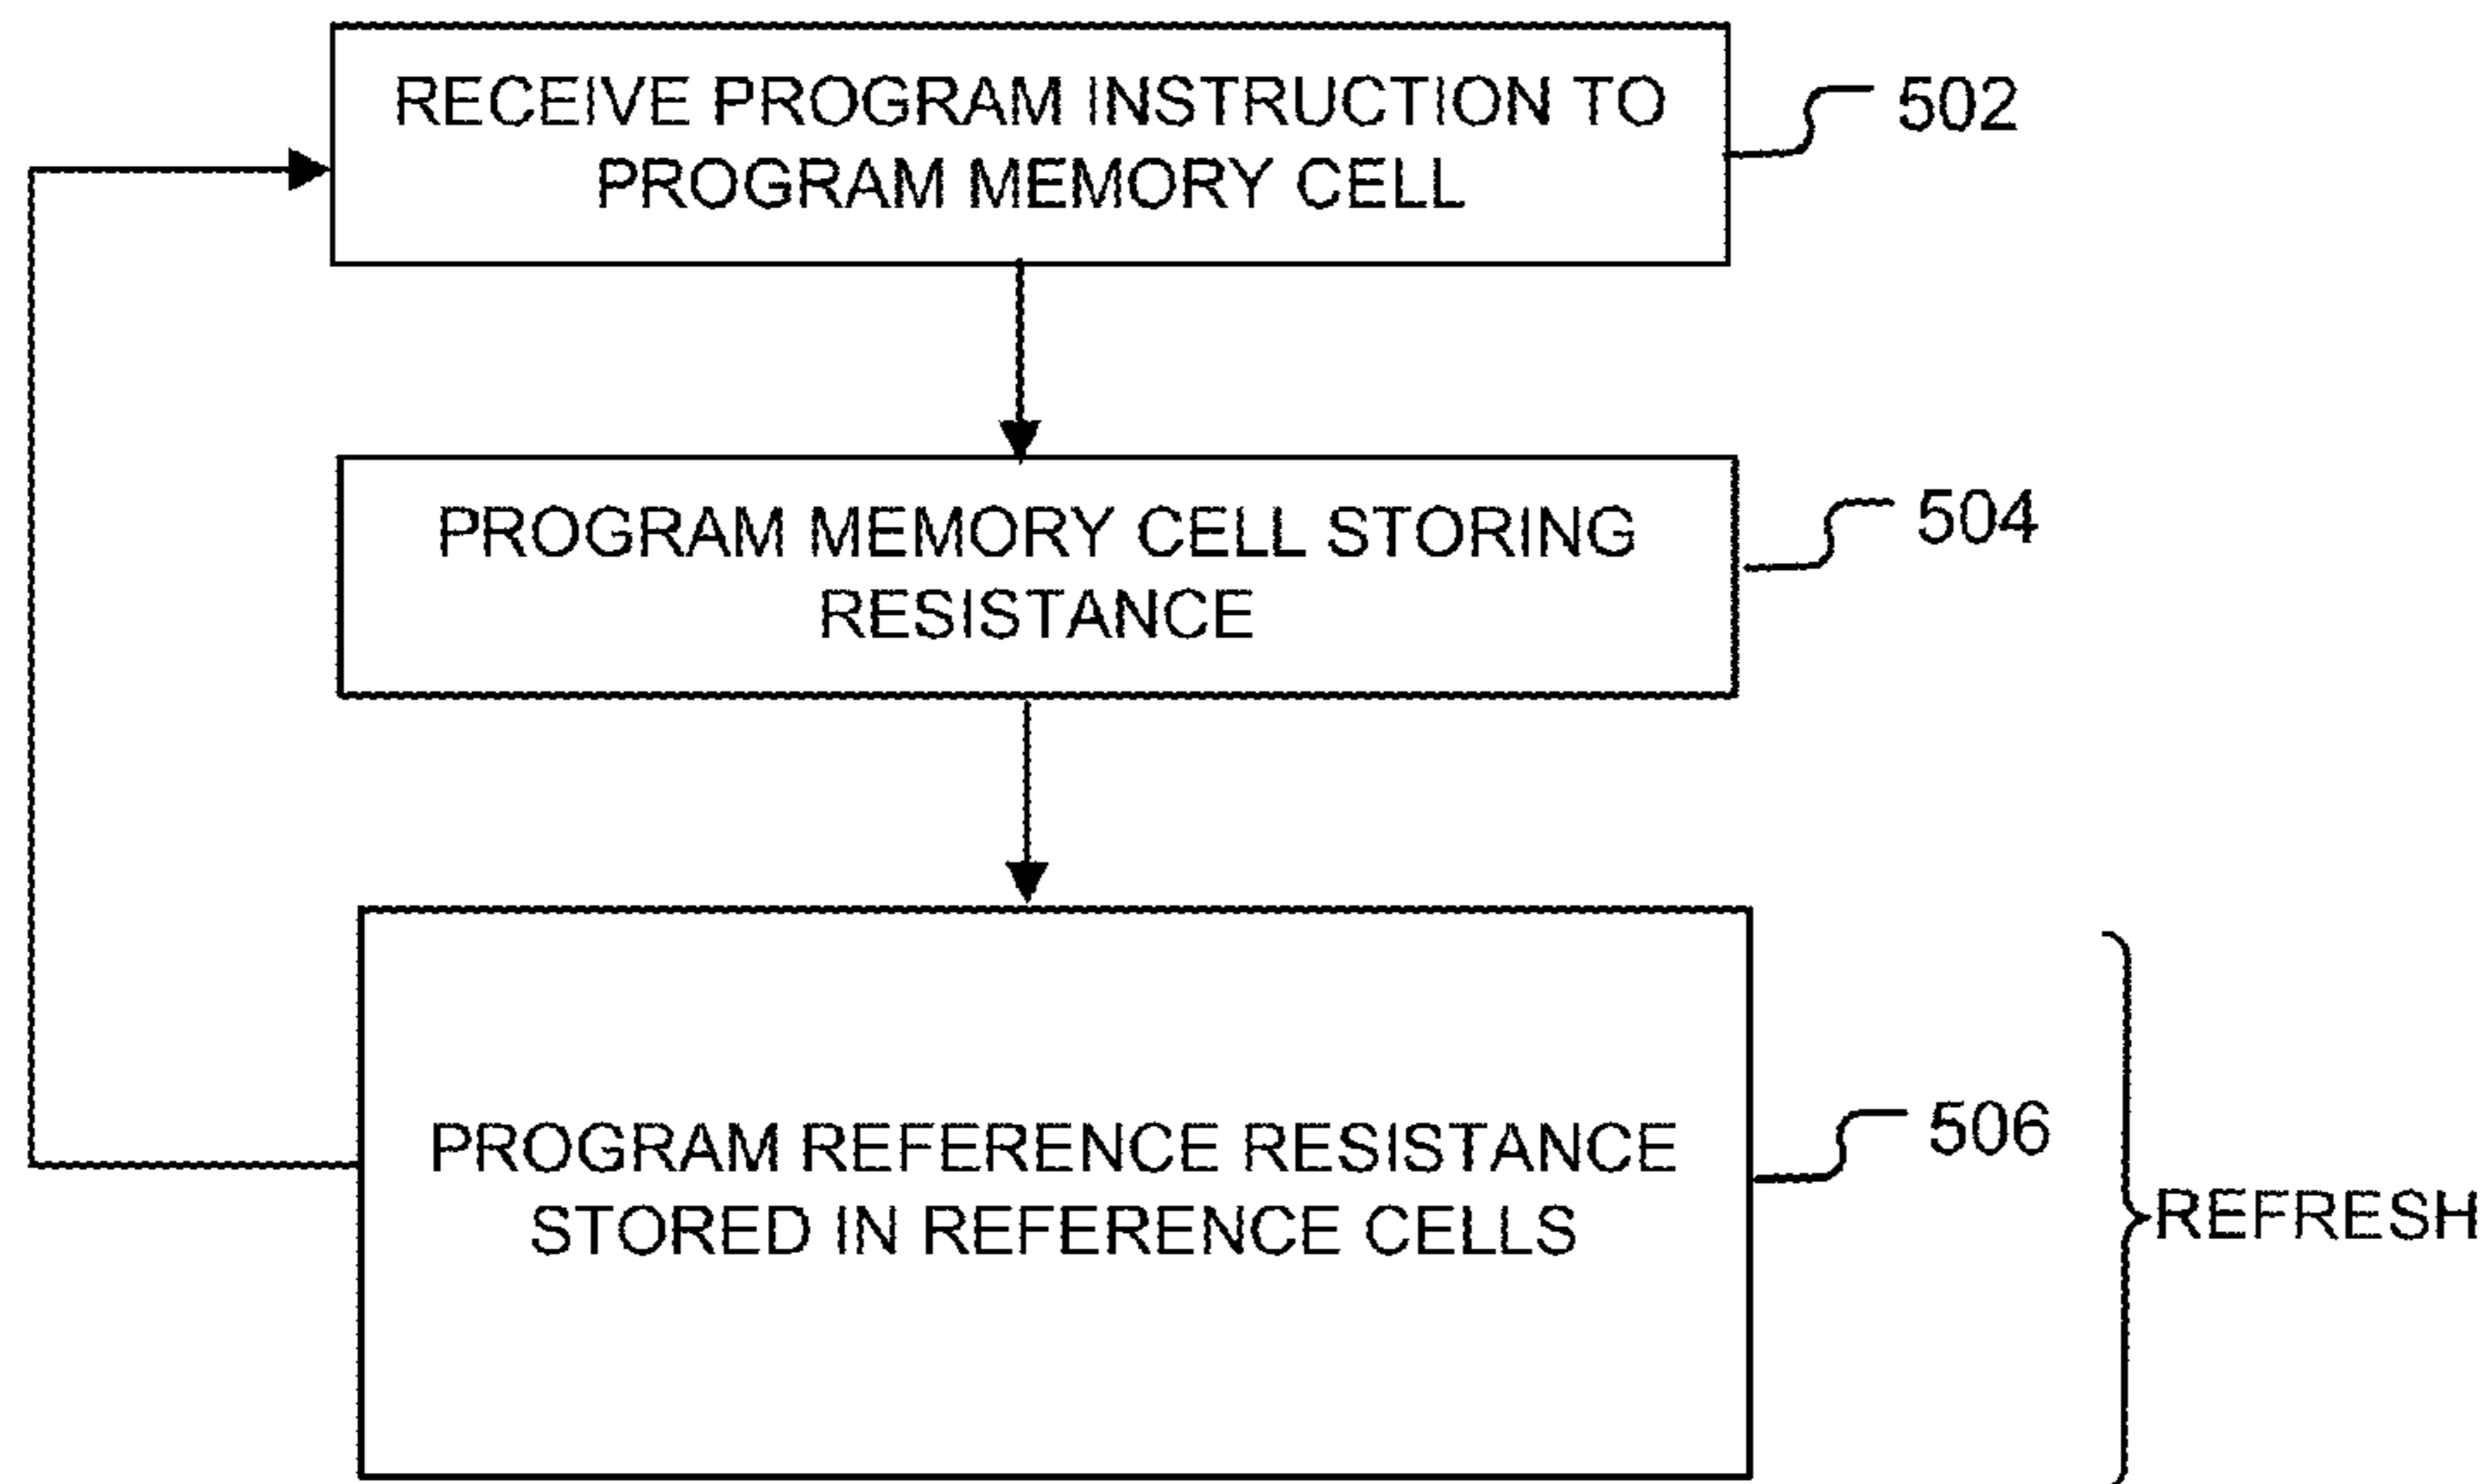 RECEIVE PROGRAM INSTRUCTION TO
PROGRAM MEMORY CELL
502
PROGRAM MEMORY CELL STORING
RESISTANCE
504
PROGRAM REFERENCE RESISTANCE
STORED IN REFERENCE CELLS
506
REFRESH